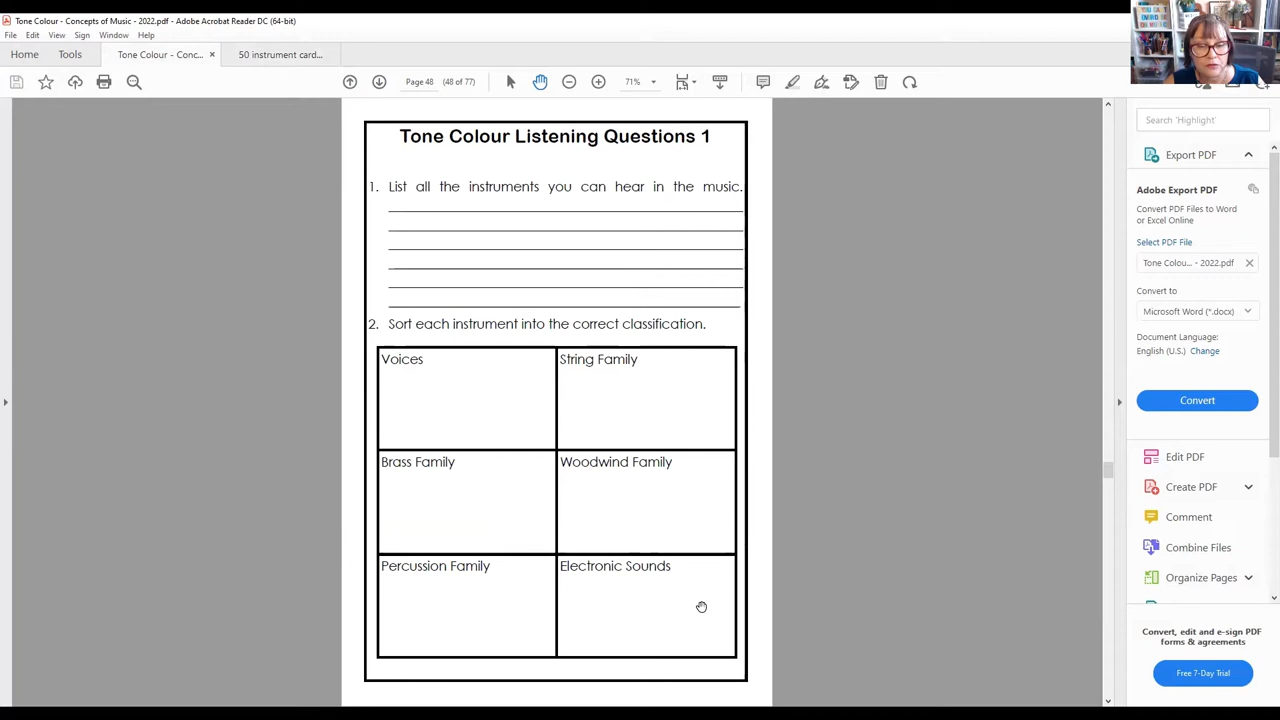 Tone Colour - Concepts of Music - 2022.pdf - Adobe Acrobat Reader DC (64-bit)
File Edit View Sign Window Help
Home Tools Tone Colour - Conc... × 50 instrument card...
Page 48 (48 of 77) 71%
Search 'Highlight'
Tone Colour Listening Questions 1
1. List all the instruments you can hear in the music.
2. Sort each instrument into the correct classification.
Voices
String Family
Brass Family
Woodwind Family
Percussion Family
Electronic Sounds
Export PDF
Adobe Export PDF
Convert PDF Files to Word
or Excel Online
Select PDF File
Tone Colou... - 2022.pdf
Convert to
Microsoft Word (*.docx)
Document Language:
English (U.S.) Change
Convert
Edit PDF
Create PDF
Comment
Combine Files
Organize Pages
Convert, edit and e-sign PDF
forms & agreements
Free 7-Day Trial